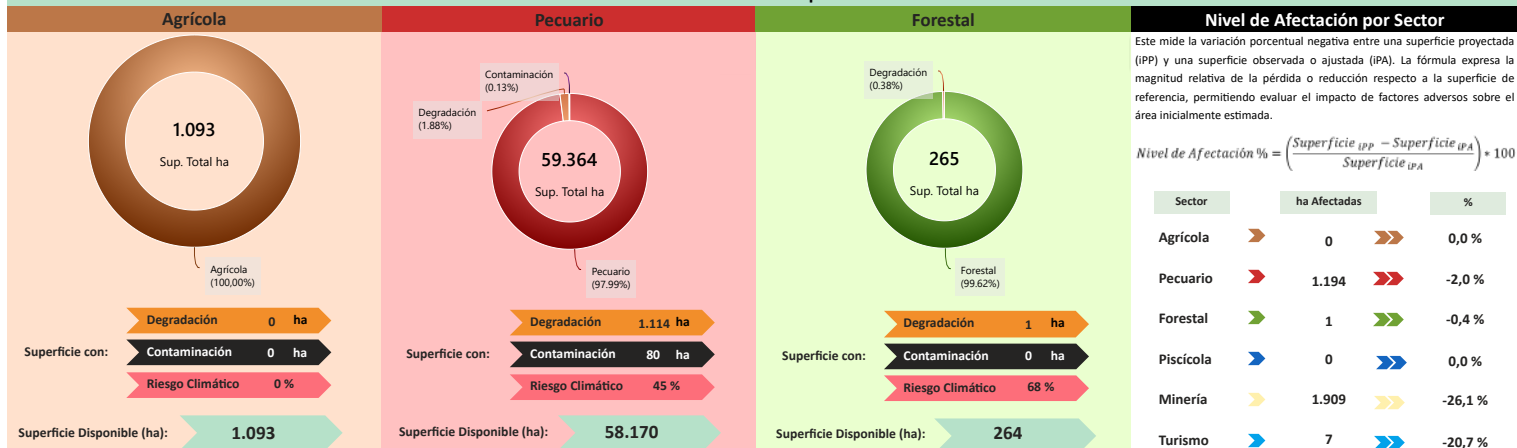 Agrícola
1.093
Sup. Total ha
Agrícola
(100,00%)
Superficie con:
Degradación 0 ha
Contaminación 0 ha
Riesgo Climático 0 %
Superficie Disponible (ha): 1.093
Pecuario
Contaminación
(0.13%)
Degradación
(1.88%)
59.364
Sup. Total ha
Pecuario
(97.99%)
Superficie con:
Degradación 1.114 ha
Contaminación 80 ha
Riesgo Climático 45 %
Superficie Disponible (ha): 58.170
Forestal
Degradación
(0.38%)
265
Sup. Total ha
Forestal
(99.62%)
Superficie con:
Degradación 1 ha
Contaminación 0 ha
Riesgo Climático 68 %
Superficie Disponible (ha): 264
Nivel de Afectación por Sector
Este mide la variación porcentual negativa entre una superficie proyectada
(iPP) y una superficie observada o ajustada (iPA). La fórmula expresa la
magnitud relativa de la pérdida o reducción respecto a la superficie de
referencia, permitiendo evaluar el impacto de factores adversos sobre el
área inicialmente estimada.
Nivel de Afectación % = (Superficie iPP − Superficie iPA / Superficie iPA) * 100
Sector ha Afectadas %
Agrícola 0 0,0 %
Pecuario 1.194 -2,0 %
Forestal 1 -0,4 %
Piscícola 0 0,0 %
Minería 1.909 -26,1 %
Turismo 7 -20,7 %